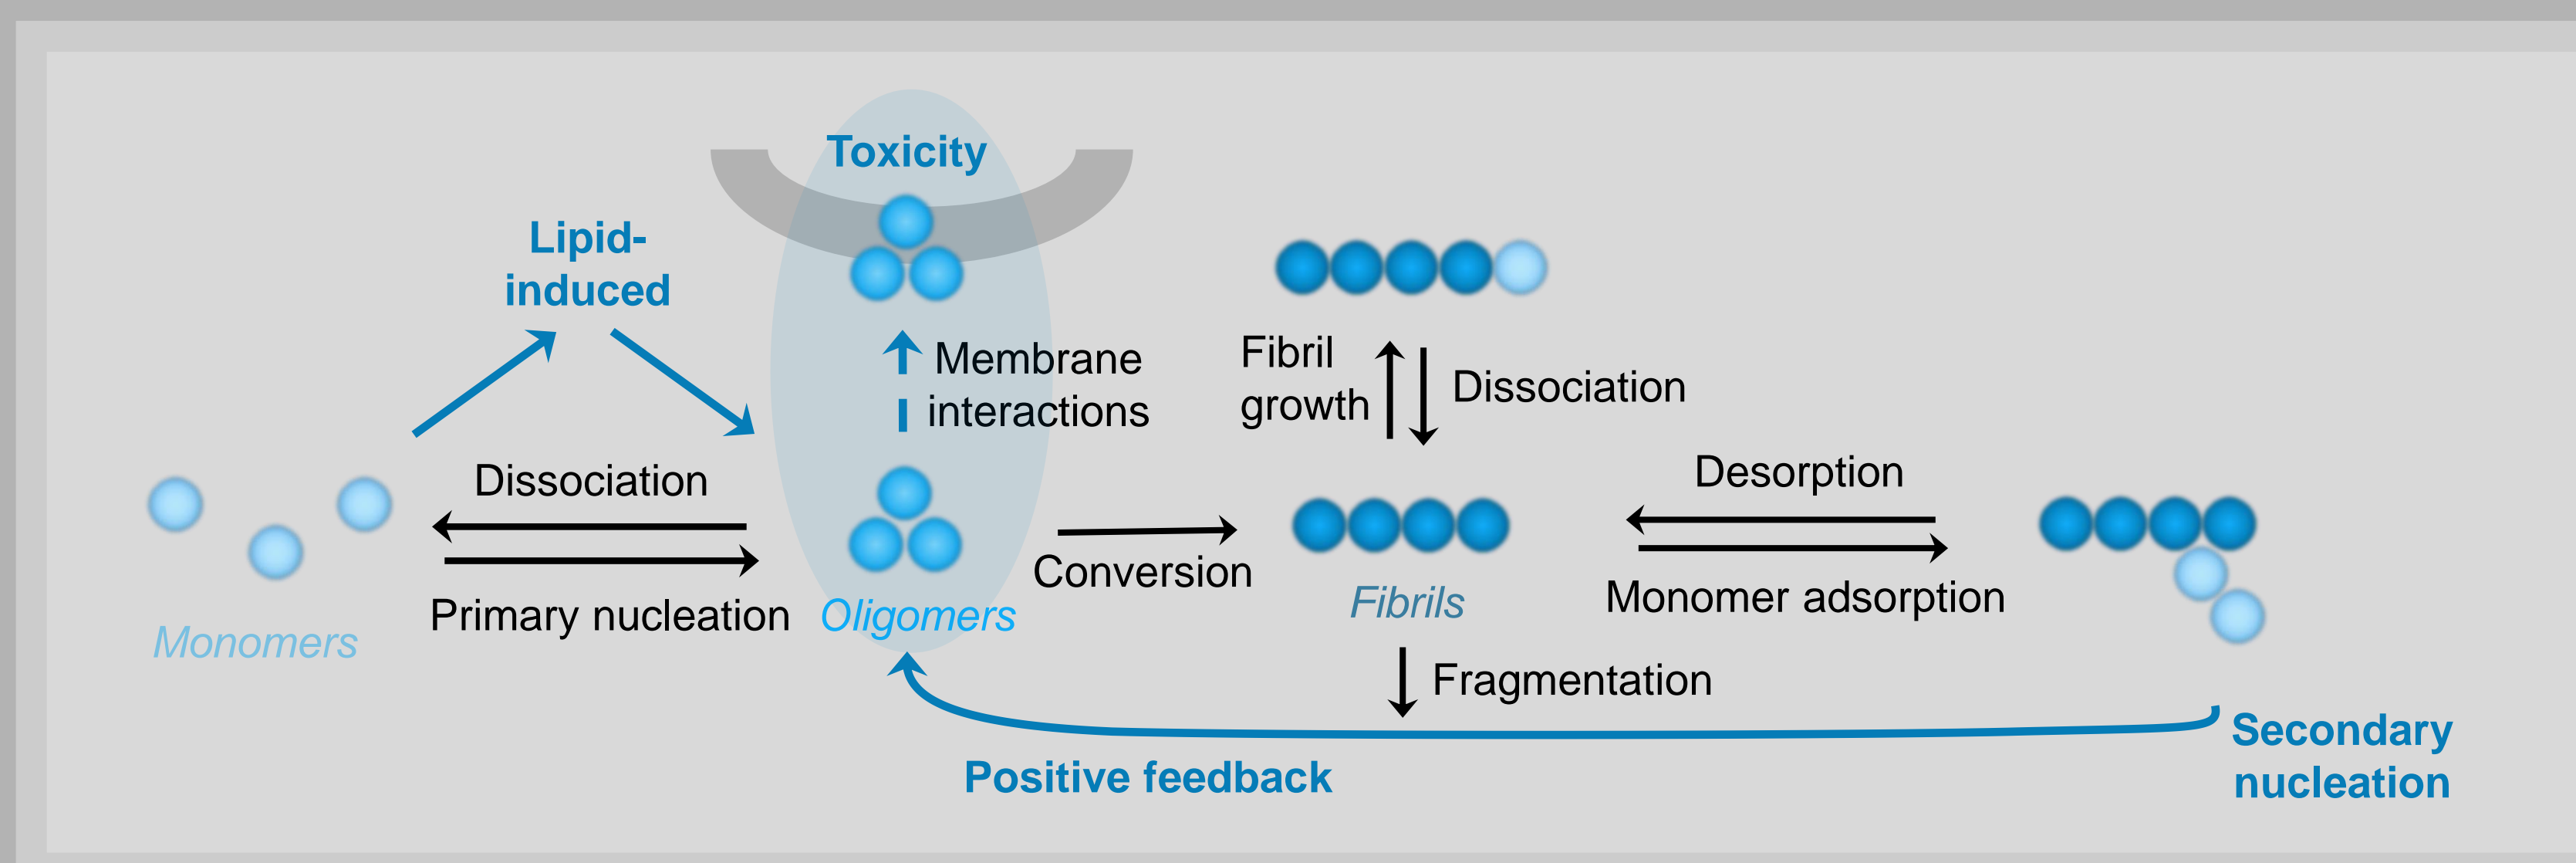 Toxicity
Lipid-
induced
Membrane
interactions
Fibril
growth
Dissociation
Dissociation
Primary nucleation
Monomers
Oligomers
Conversion
Fibrils
Desorption
Monomer adsorption
Fragmentation
Positive feedback
Secondary
nucleation